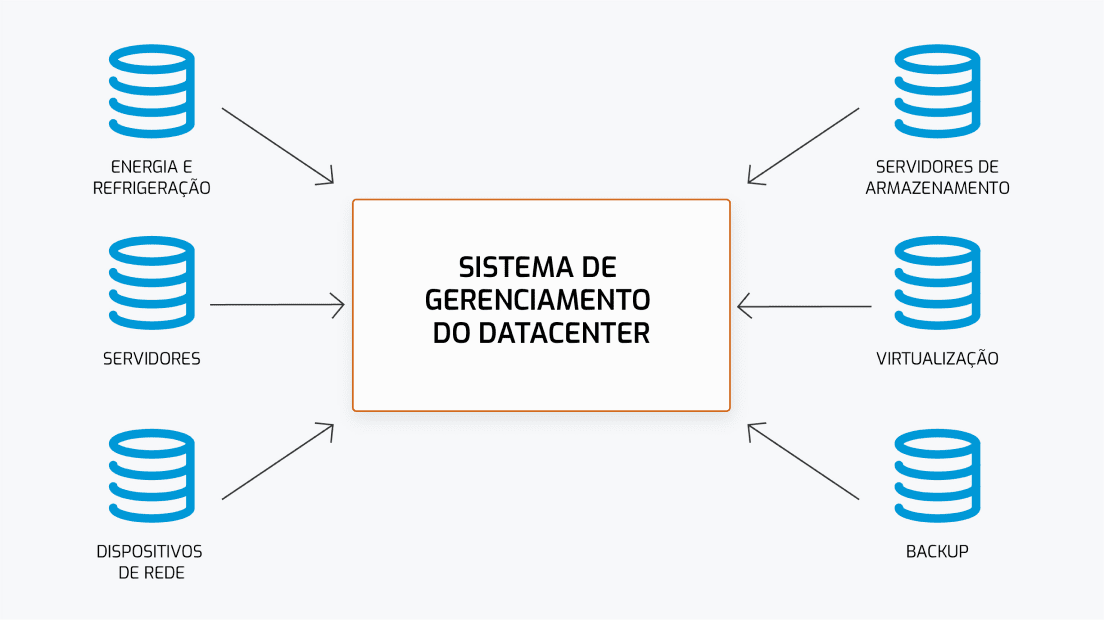 ENERGIA E
REFRIGERAÇÃO
SERVIDORES
DISPOSITIVOS
DE REDE
SISTEMA DE
GERENCIAMENTO
DO DATACENTER
SERVIDORES DE
ARMAZENAMENTO
VIRTUALIZAÇÃO
BACKUP